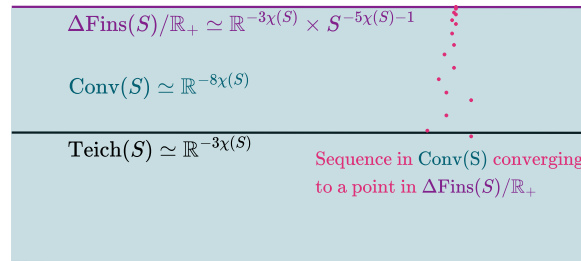 ΔFins(S)/ℝ₊ ≃ ℝ^{-3χ(S)} × S^{-5χ(S)-1}
Conv(S) ≃ ℝ^{-8χ(S)}
Teich(S) ≃ ℝ^{-3χ(S)}
Sequence in Conv(S) converging
to a point in ΔFins(S)/ℝ₊